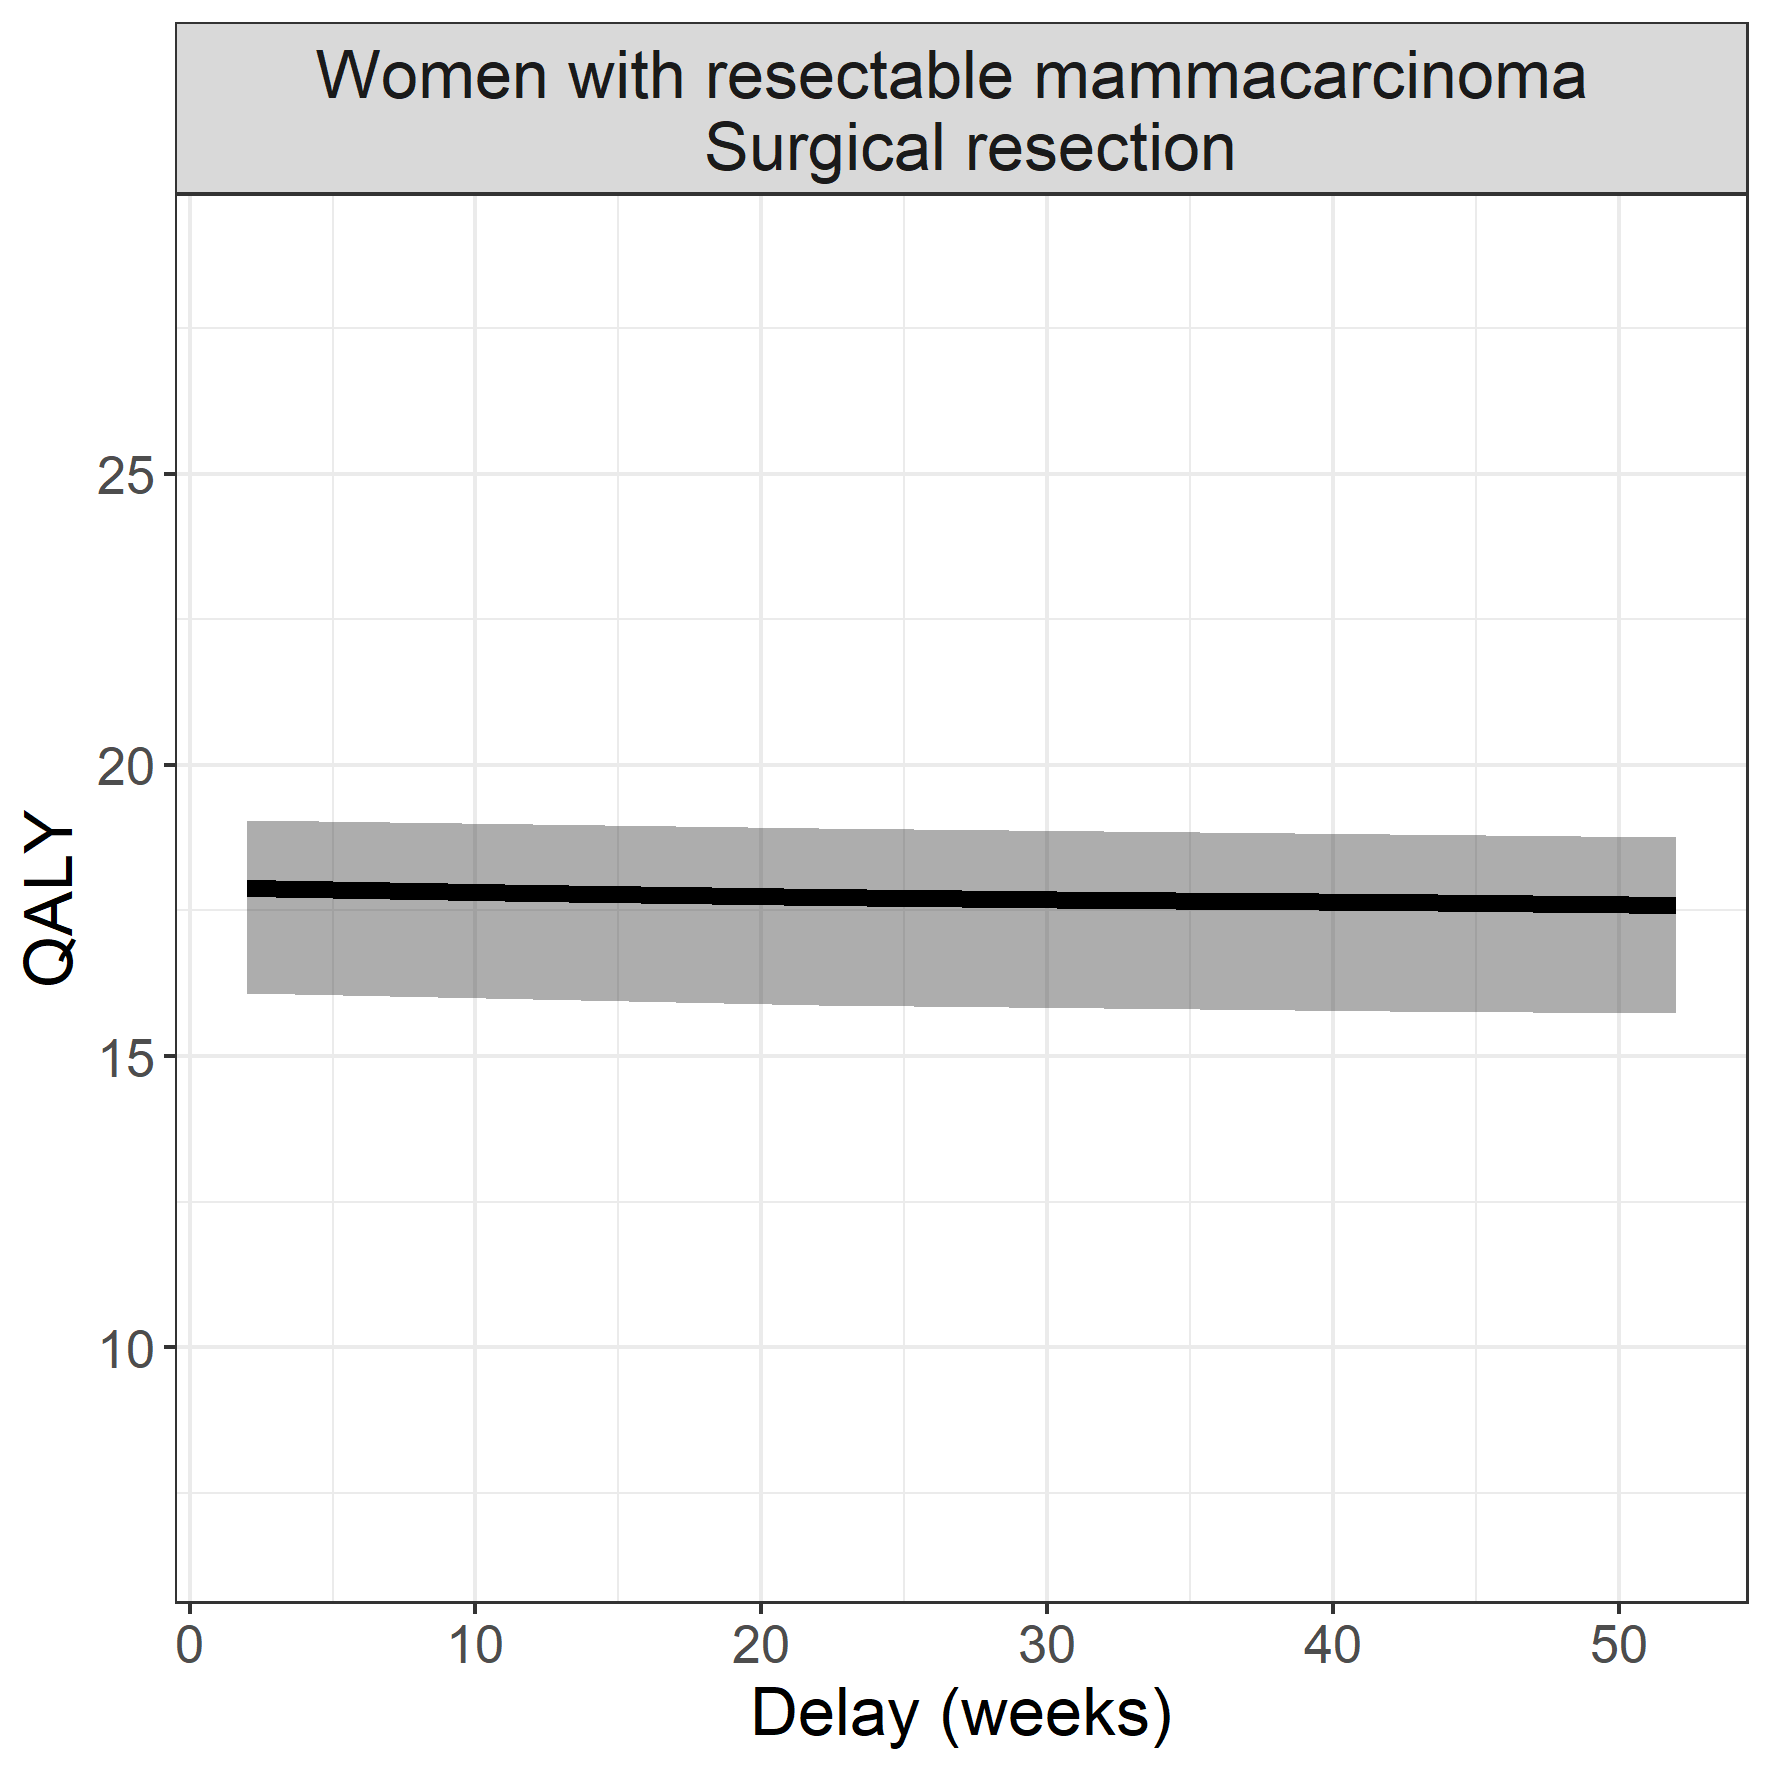 Women with resectable mammacarcinoma
Surgical resection
QALY
25
20
15
10
0 10 20 30 40 50
Delay (weeks)